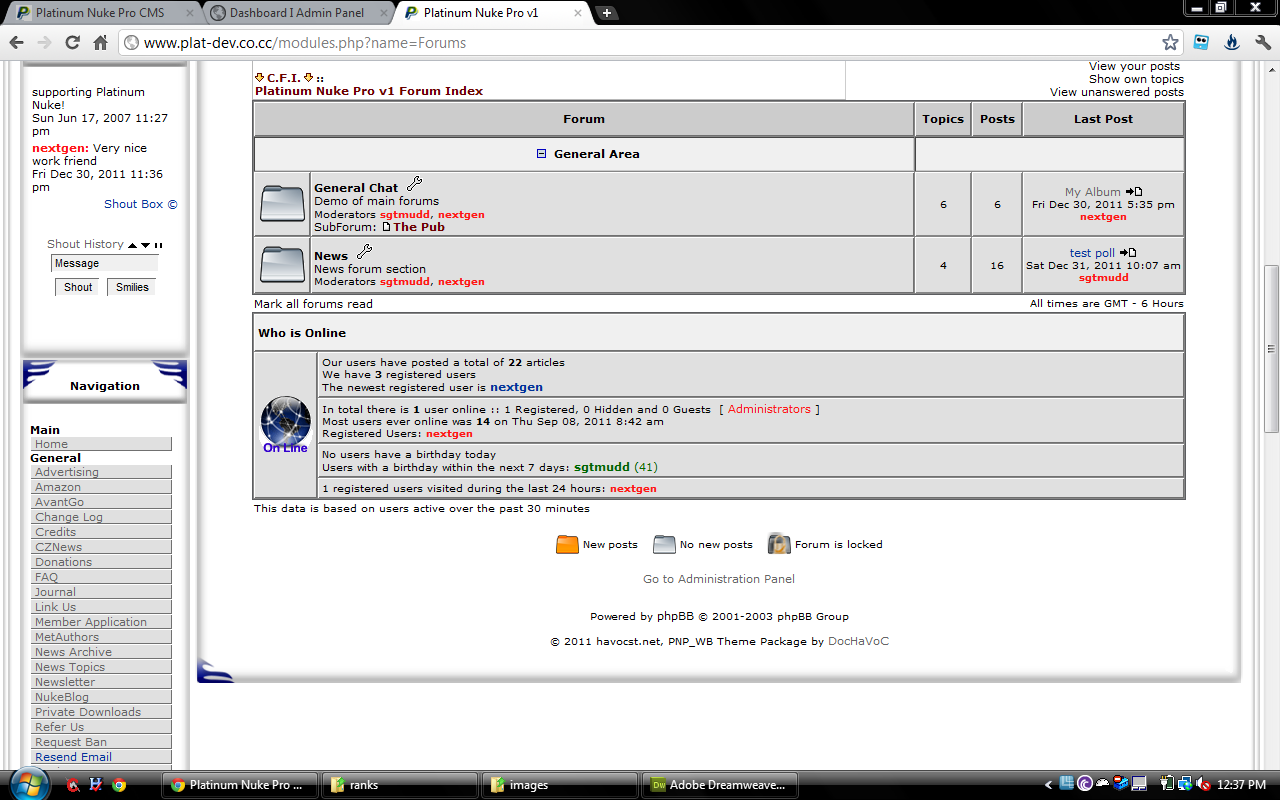 Platinum Nuke Pro CMS
Dashboard I Admin Panel
Platinum Nuke Pro v1
www.plat-dev.co.cc/modules.php?name=Forums
supporting Platinum
Nuke!
Sun Jun 17, 2007 11:27
pm
nextgen: Very nice
work friend
Fri Dec 30, 2011 11:36
pm
Shout Box ©
Shout History
Message
Shout Smilies
Navigation
Main
Home
General
Advertising
Amazon
AvantGo
Change Log
Credits
CZNews
Donations
FAQ
Journal
Link Us
Member Application
MetAuthors
News Archive
News Topics
Newsletter
NukeBlog
Private Downloads
Refer Us
Request Ban
Resend Email
C.F.I. ::
Platinum Nuke Pro v1 Forum Index
View your posts
Show own topics
View unanswered posts
Forum Topics Posts Last Post
General Area
General Chat
Demo of main forums
Moderators sgtmudd, nextgen
SubForum: The Pub
6 6
My Album
Fri Dec 30, 2011 5:35 pm
nextgen
News
News forum section
Moderators sgtmudd, nextgen
4 16
test poll
Sat Dec 31, 2011 10:07 am
sgtmudd
Mark all forums read All times are GMT - 6 Hours
Who is Online
On Line
Our users have posted a total of 22 articles
We have 3 registered users
The newest registered user is nextgen
In total there is 1 user online :: 1 Registered, 0 Hidden and 0 Guests [ Administrators ]
Most users ever online was 14 on Thu Sep 08, 2011 8:42 am
Registered Users: nextgen
No users have a birthday today
Users with a birthday within the next 7 days: sgtmudd (41)
1 registered users visited during the last 24 hours: nextgen
This data is based on users active over the past 30 minutes
New posts No new posts Forum is locked
Go to Administration Panel
Powered by phpBB © 2001-2003 phpBB Group
© 2011 havocst.net, PNP_WB Theme Package by DocHaVoC
Platinum Nuke Pro ...
ranks
images
Adobe Dreamweave...
12:37 PM